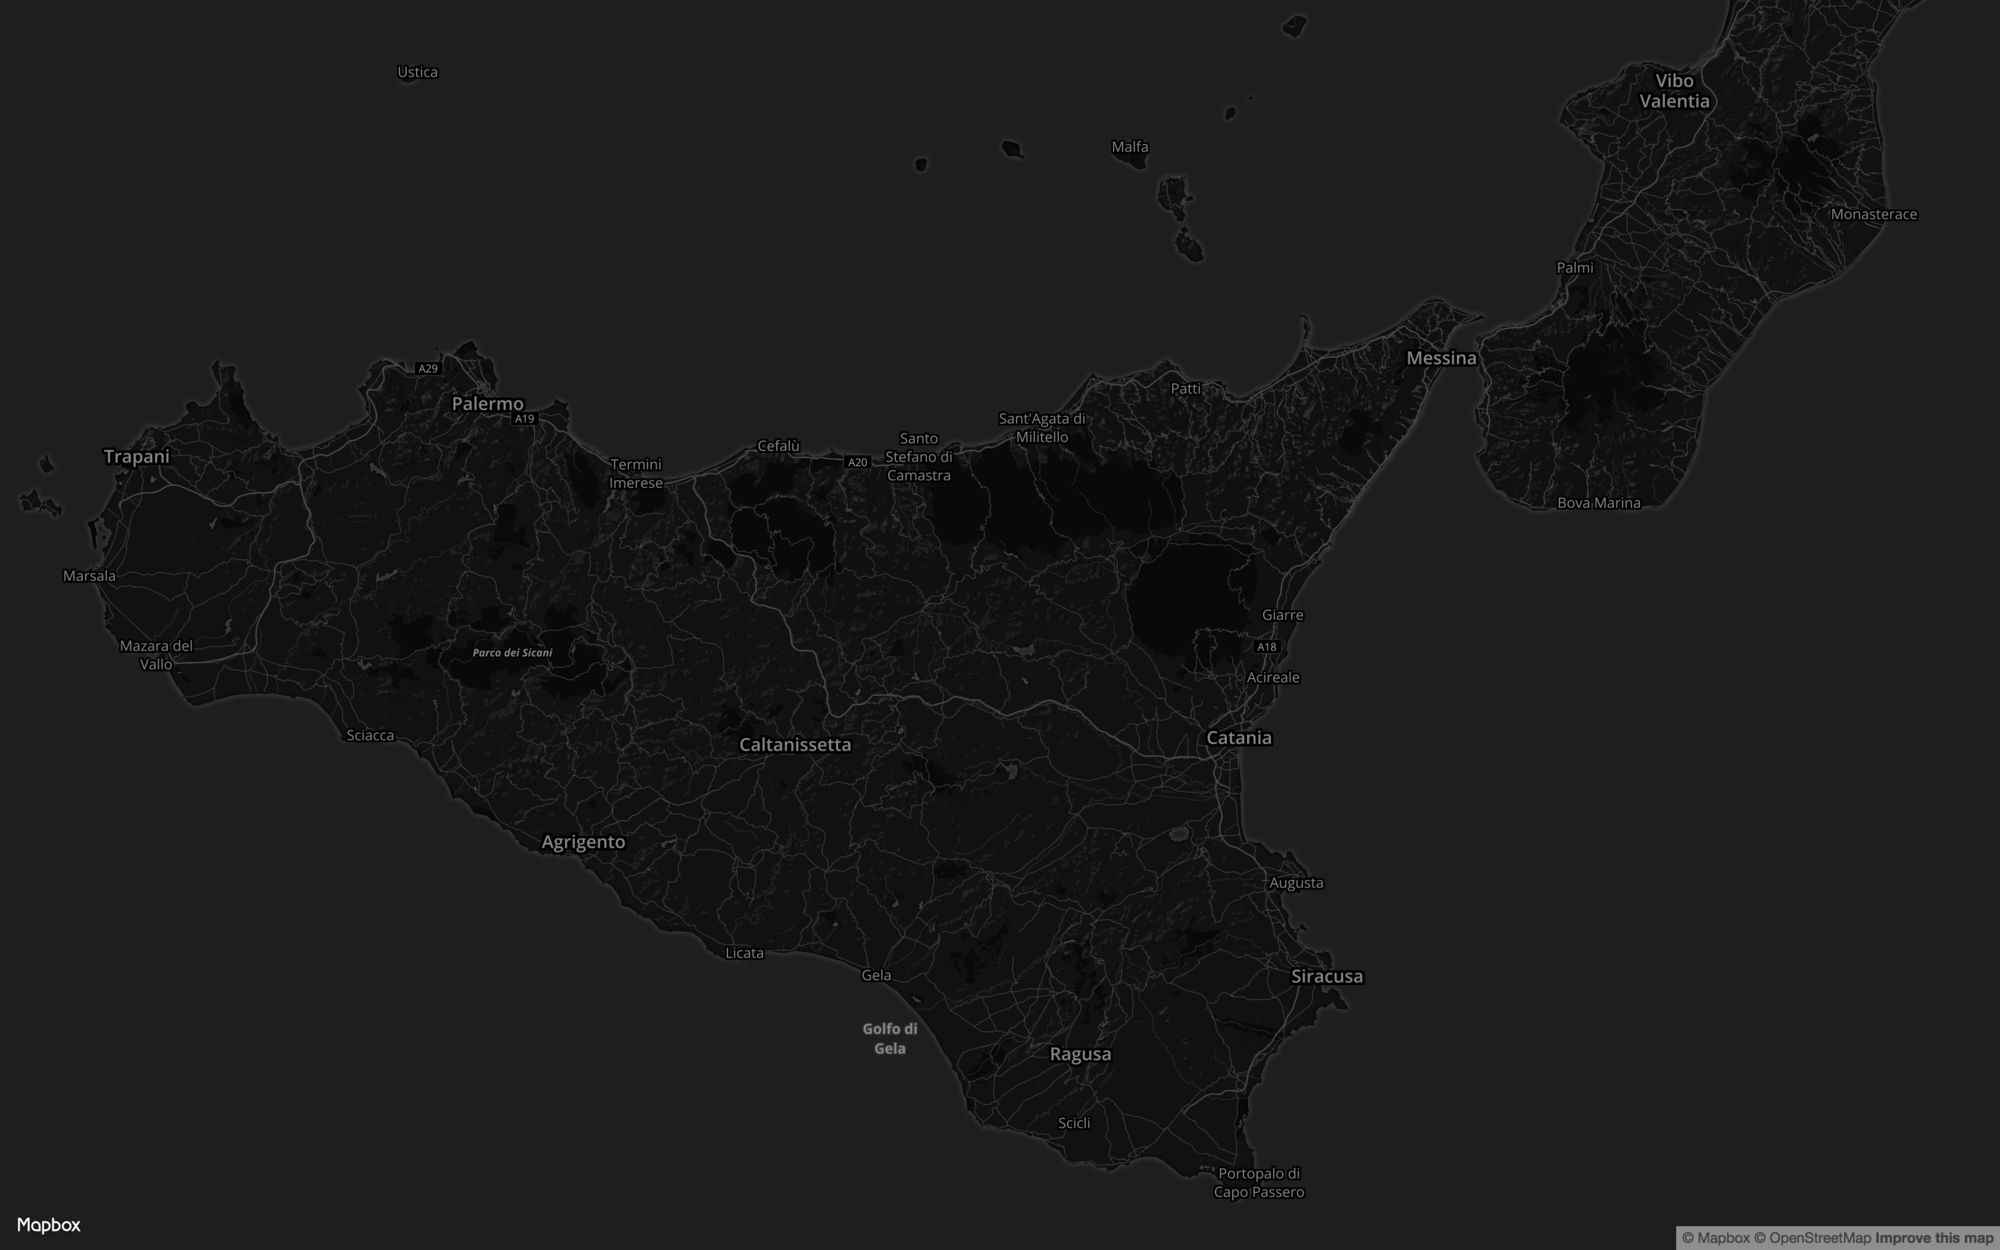 Ustica
Vibo
Valentia
Malfa
Monasterace
Palmi
Messina
A29
Palermo
A19
Patti
Sant'Agata di
Militello
Santo
Stefano di
Camastra
Cefalù
A20
Trapani
Termini
Imerese
Bova Marina
Marsala
Giarre
Mazara del
Vallo
Parco dei Sicani
A18
Acireale
Sciacca
Caltanissetta
Catania
Agrigento
Augusta
Licata
Gela
Siracusa
Golfo di
Gela
Ragusa
Scicli
Portopalo di
Capo Passero
Mapbox
© Mapbox © OpenStreetMap Improve this map